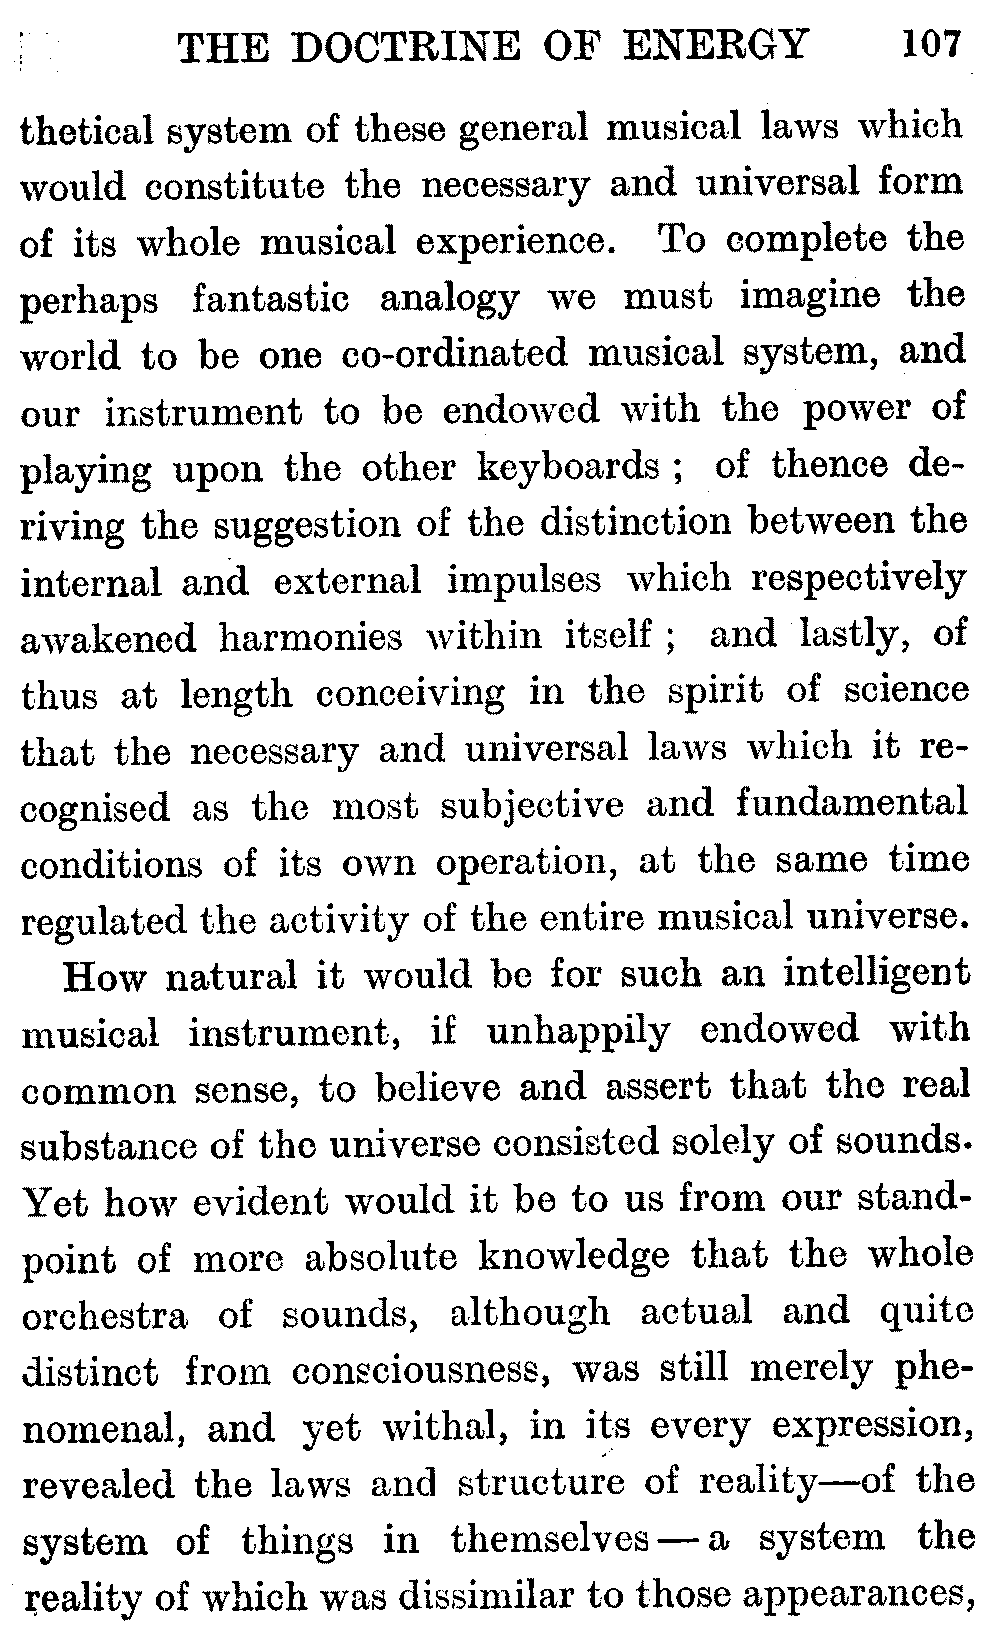 THE DOCTRINE OF ENERGY 107
thetical system of these general musical laws which
would constitute the necessary and universal form
of its whole musical experience. To complete the
perhaps fantastic analogy we must imagine the
world to be one co-ordinated musical system, and
our instrument to be endowed with the power of
playing upon the other keyboards ; of thence de-
riving the suggestion of the distinction between the
internal and external impulses which respectively
awakened harmonies within itself ; and lastly, of
thus at length conceiving in the spirit of science
that the necessary and universal laws which it re-
cognised as the most subjective and fundamental
conditions of its own operation, at the same time
regulated the activity of the entire musical universe.
How natural it would be for such an intelligent
musical instrument, if unhappily endowed with
common sense, to believe and assert that the real
substance of the universe consisted solely of sounds.
Yet how evident would it be to us from our stand-
point of more absolute knowledge that the whole
orchestra of sounds, although actual and quite
distinct from consciousness, was still merely phe-
nomenal, and yet withal, in its every expression,
revealed the laws and structure of reality—of the
system of things in themselves — a system the
reality of which was dissimilar to those appearances,